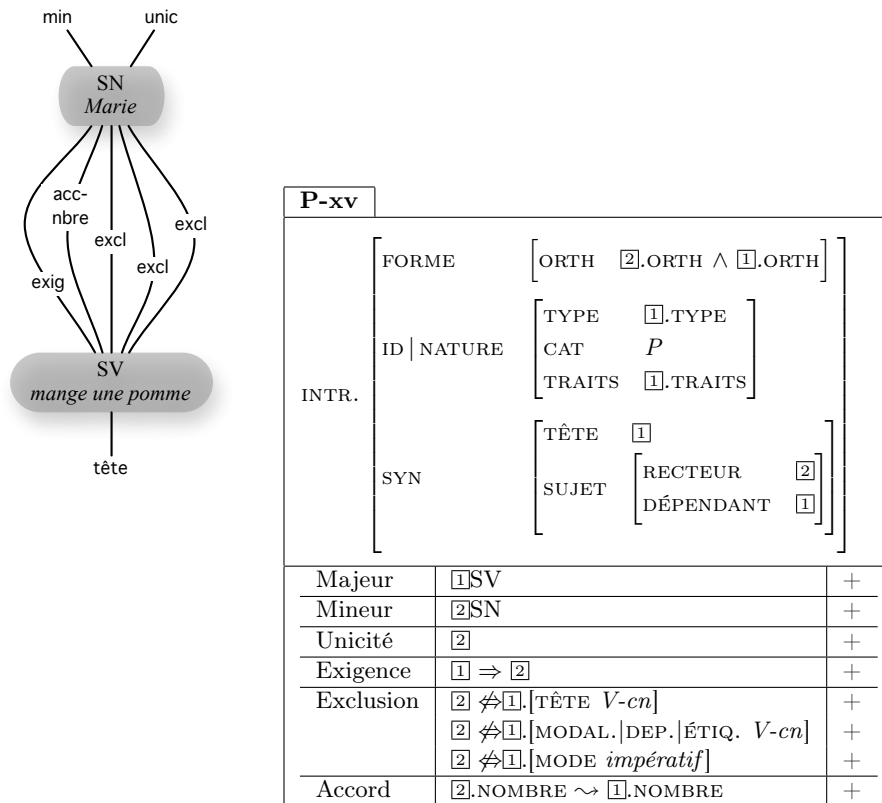 min unic
SN
Marie
acc-
nbre
excl
excl
excl
exig
SV
mange une pomme
tête
P-xv
FORME [ORTH 2.ORTH ∧ 1.ORTH]
TYPE 1.TYPE
ID | NATURE CAT P
TRAITS 1.TRAITS
INTR.
TÊTE 1
SYN SUJET RECTEUR 2
DÉPENDANT 1
Majeur 1SV +
Mineur 2SN +
Unicité 2 +
Exigence 1 ⇒ 2 +
Exclusion 2 ⇎1.[TÊTE V-cn] +
2 ⇎1.[MODAL.|DEP.|ÉTIQ. V-cn] +
2 ⇎1.[MODE impératif] +
Accord 2.NOMBRE ⇝ 1.NOMBRE +